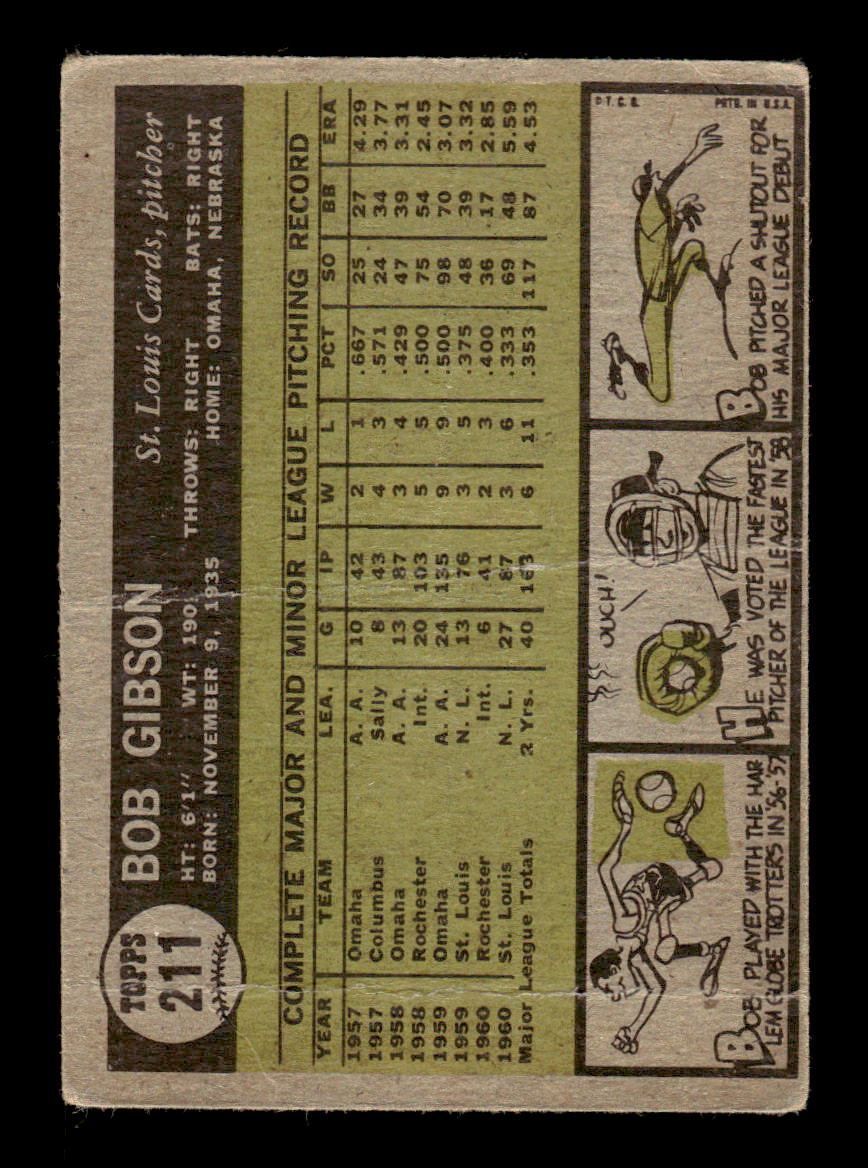 TOPPS
211
BOB GIBSON St. Louis Cards, pitcher
HT: 6'1" WT: 190 THROWS: RIGHT BATS: RIGHT
BORN: NOVEMBER 9, 1935 HOME: OMAHA, NEBRASKA
COMPLETE MAJOR AND MINOR LEAGUE PITCHING RECORD
YEAR TEAM LEA. G IP W L PCT SO BB ERA
1957 Omaha A. A. 10 42 2 1 .667 25 27 4.29
1957 Columbus Sally 8 43 4 3 .571 24 34 3.77
1958 Omaha A. A. 13 87 3 4 .429 47 39 3.31
1958 Rochester Int. 20 103 5 5 .500 75 54 2.45
1959 Omaha A. A. 24 135 9 9 .500 98 70 3.07
1959 St. Louis N. L. 13 76 3 5 .375 48 39 3.32
1960 Rochester Int. 6 41 2 3 .400 36 17 2.85
1960 St. Louis N. L. 27 87 3 6 .333 69 48 5.59
Major League Totals 2 Yrs. 40 163 6 11 .353 117 87 4.53
BOB PLAYED WITH THE HAR
LEM GLOBE TROTTERS IN '56-'57
OUCH!
HE WAS VOTED THE FASTEST
PITCHER OF THE LEAGUE IN '58
© T. C. G. PRTD. IN U.S.A.
BOB PITCHED A SHUTOUT FOR
HIS MAJOR LEAGUE DEBUT